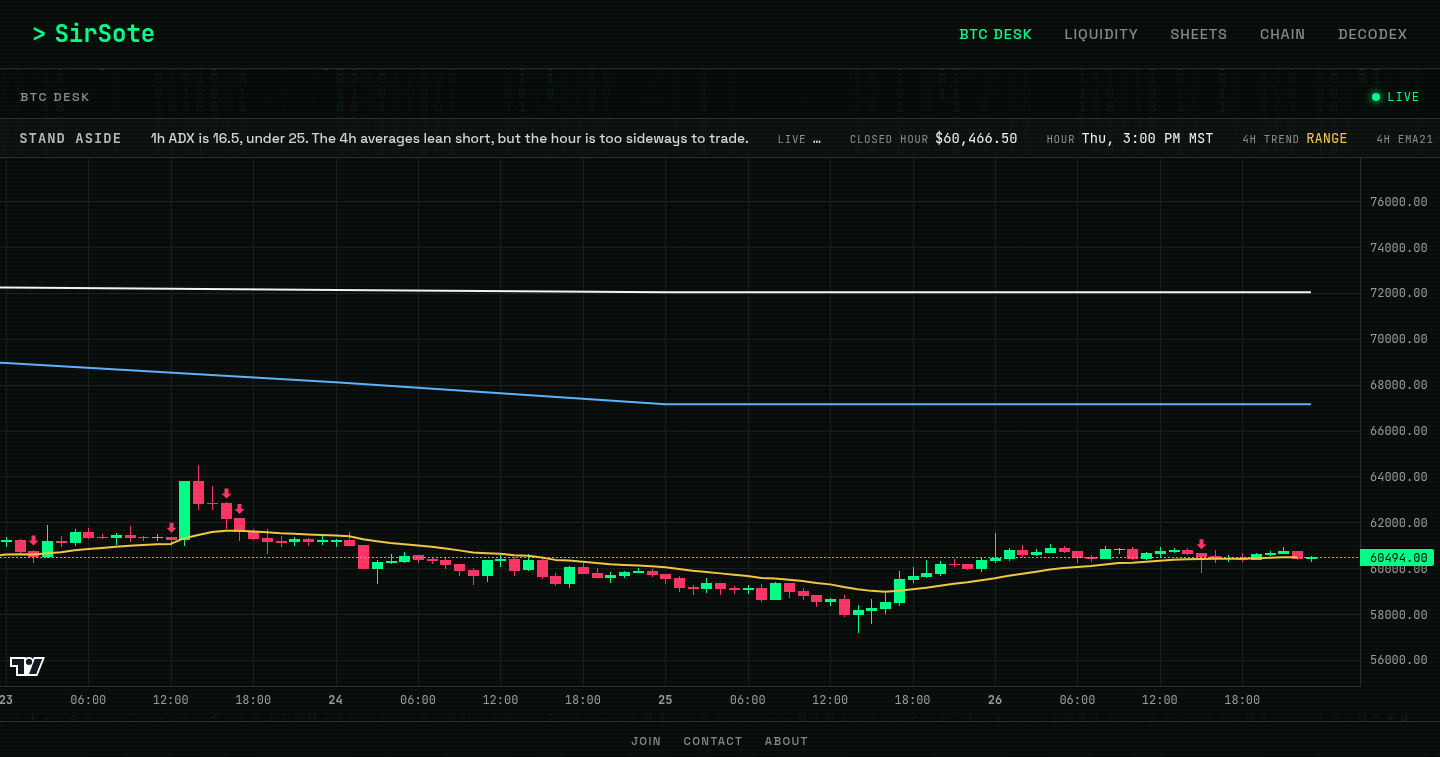 > SirSote
BTC DESK LIQUIDITY SHEETS CHAIN DECODEX
BTC DESK
LIVE
STAND ASIDE 1h ADX is 16.5, under 25. The 4h averages lean short, but the hour is too sideways to trade. LIVE … CLOSED HOUR $60,466.50 HOUR Thu, 3:00 PM MST 4H TREND RANGE 4H EMA21
76000.00
74000.00
72000.00
70000.00
68000.00
66000.00
64000.00
62000.00
60494.00
60000.00
58000.00
56000.00
23 06:00 12:00 18:00 24 06:00 12:00 18:00 25 06:00 12:00 18:00 26 06:00 12:00 18:00
JOIN CONTACT ABOUT